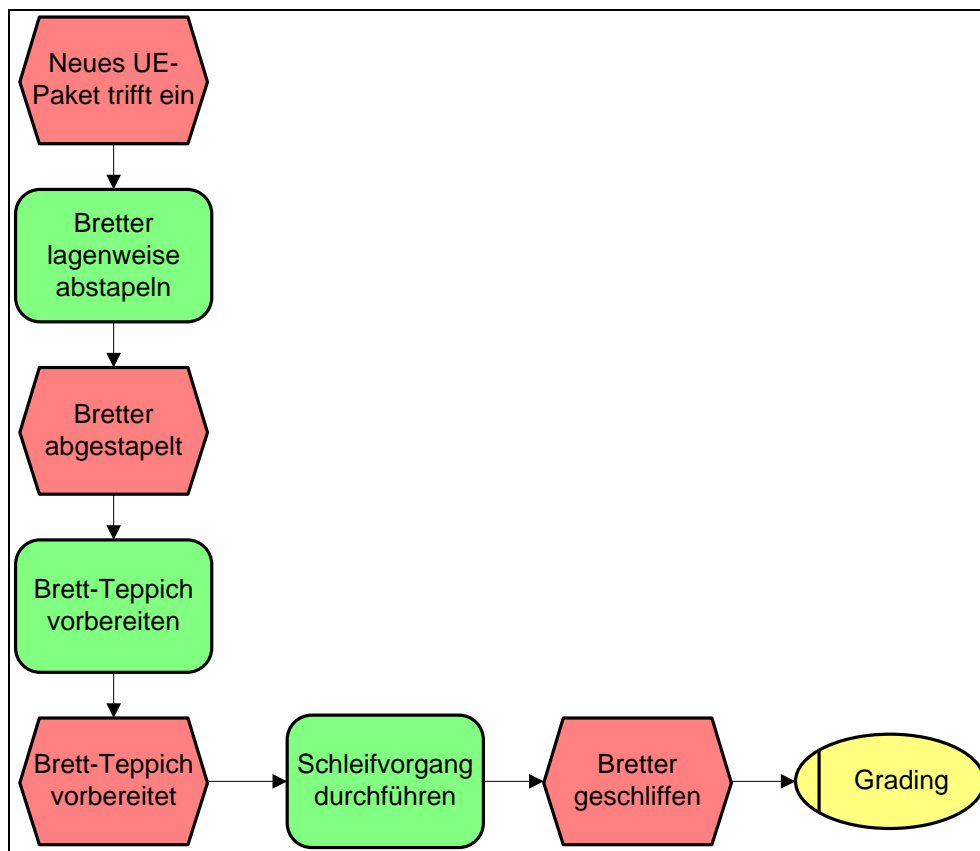 Neues UE-
Paket trifft ein
Bretter
lagenweise
abstapeln
Bretter
abgestapelt
Brett-Teppich
vorbereiten
Brett-Teppich
vorbereitet
Schleifvorgang
durchführen
Bretter
geschliffen
Grading